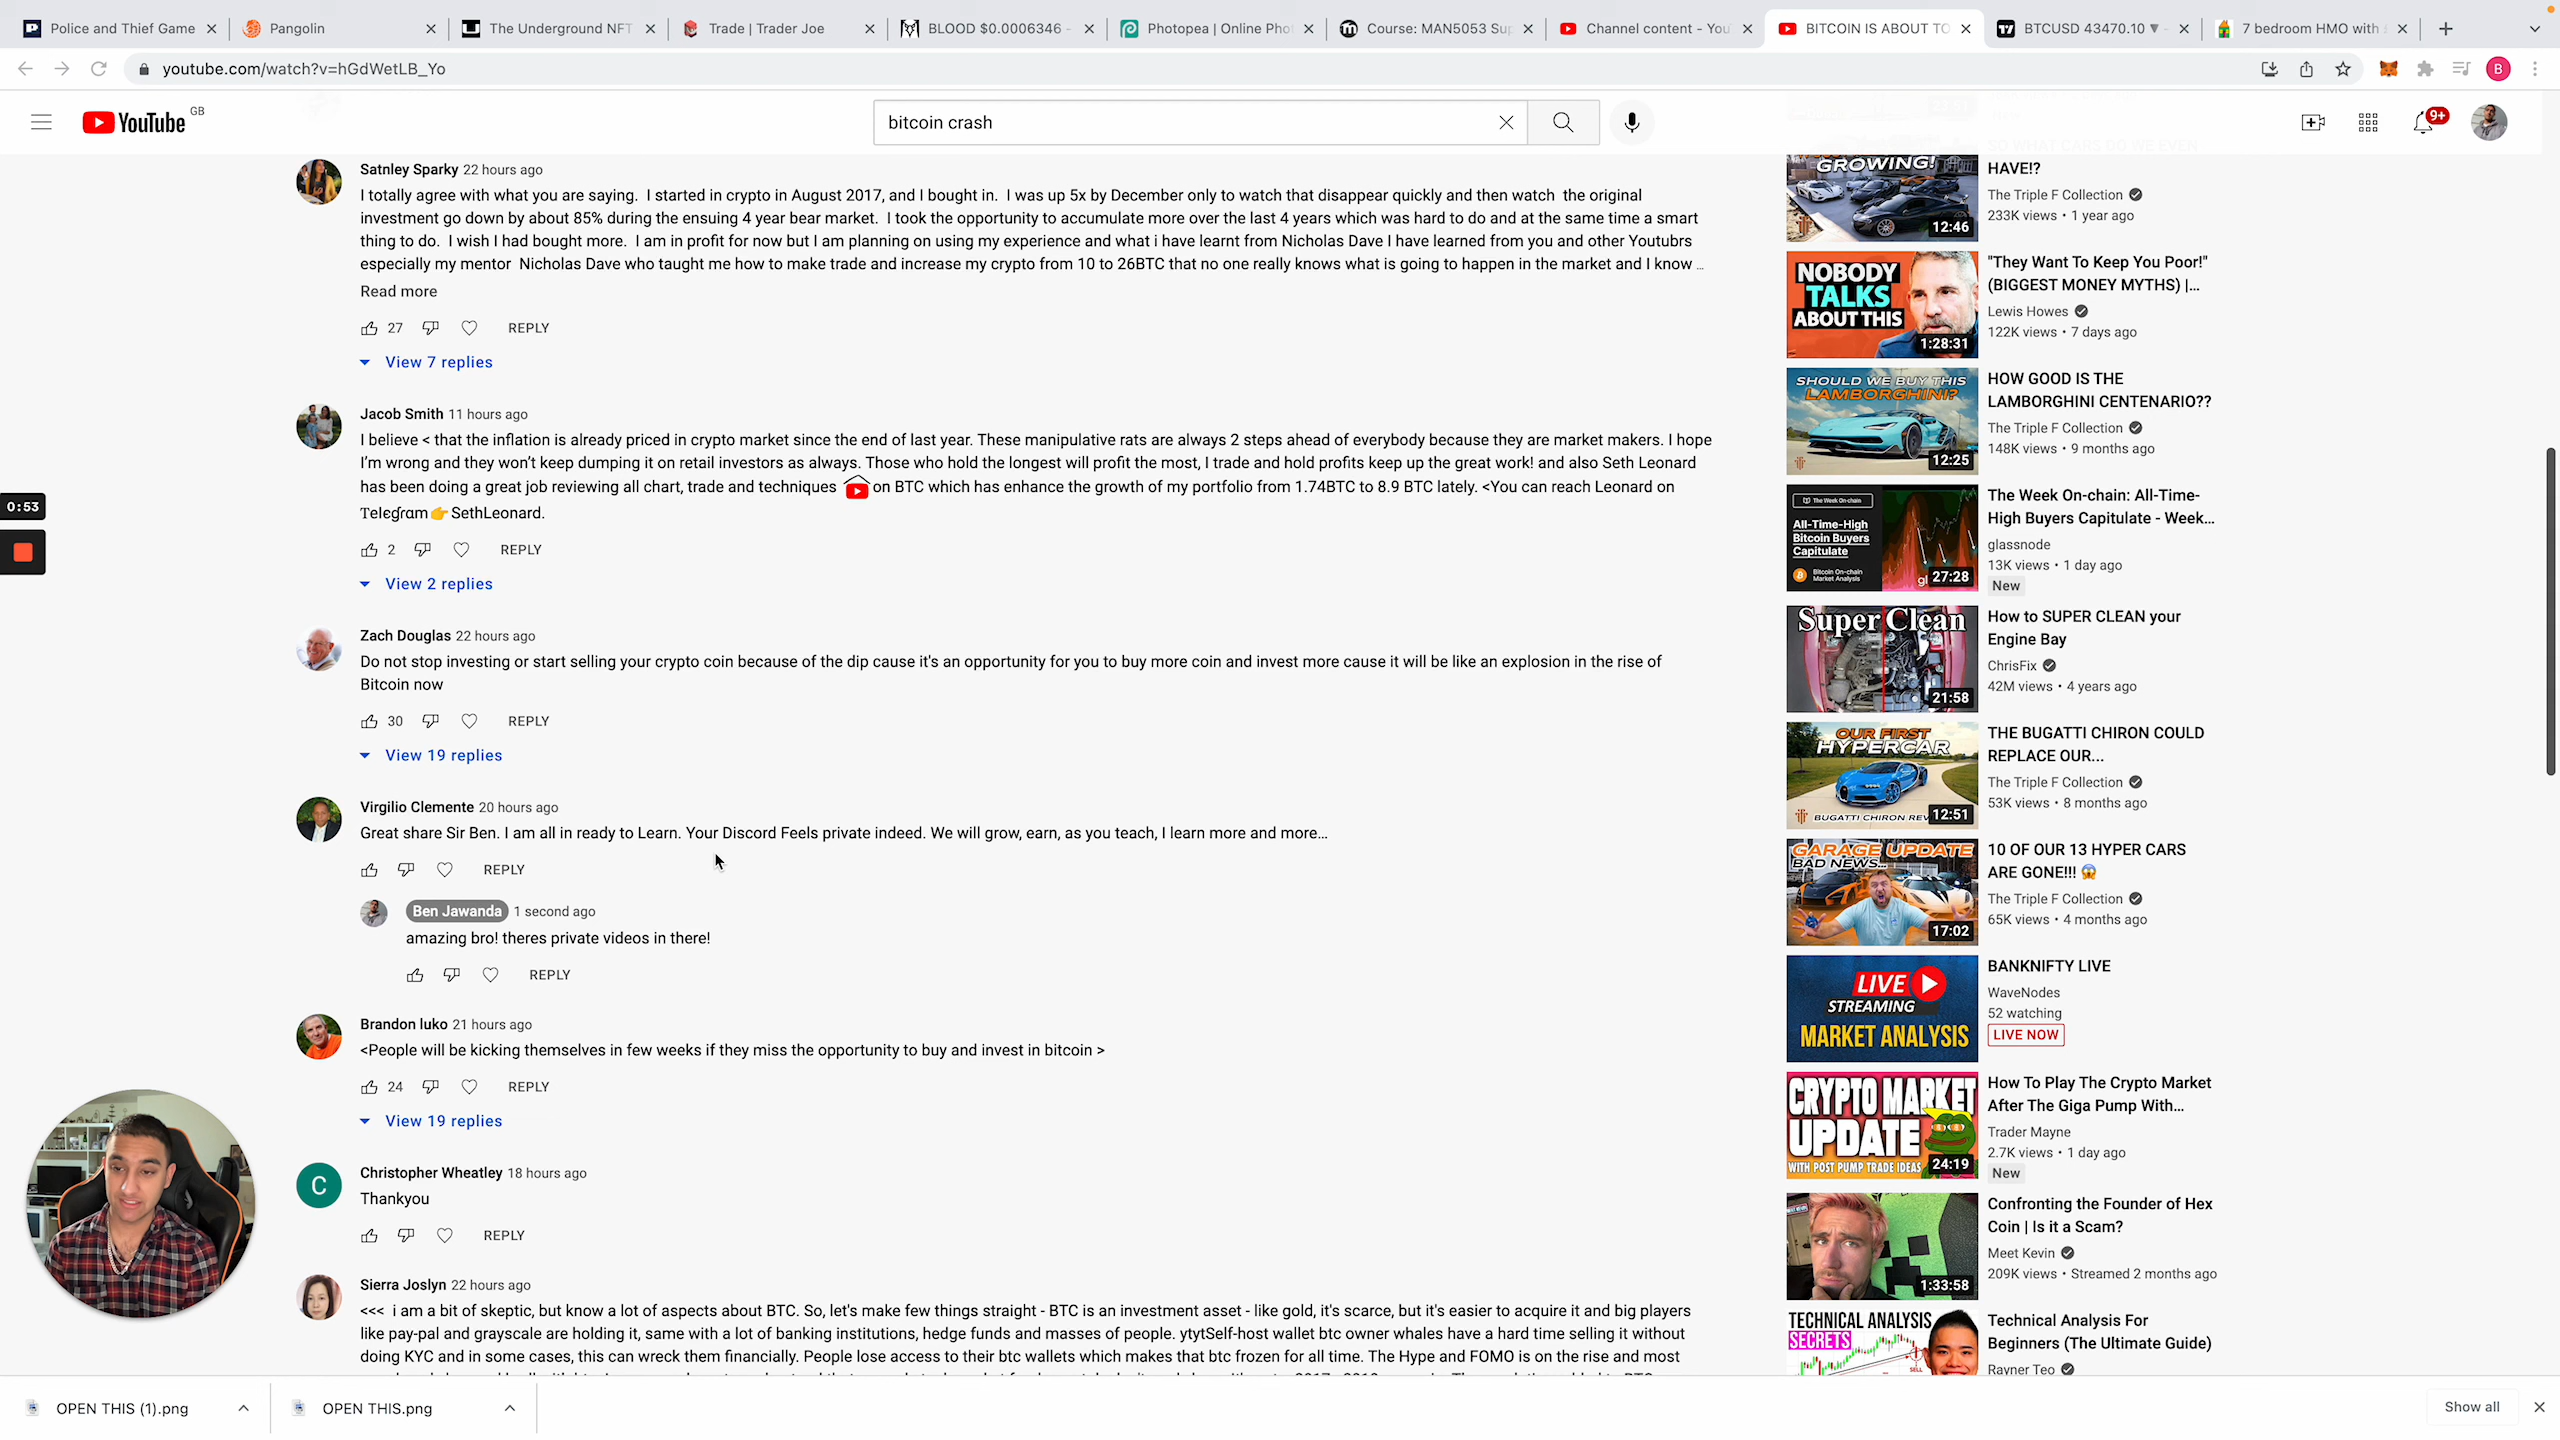 Police and Thief Game
Pangolin
The Underground NFT
Trade | Trader Joe
BLOOD $0.0006346 -
Photopea | Online Pho
Course: MAN5053 Sup
Channel content - You
BITCOIN IS ABOUT TO
BTCUSD 43470.10 ▼ -
7 bedroom HMO with
youtube.com/watch?v=hGdWetLB_Yo
B
YouTube GB
bitcoin crash
9+
Satnley Sparky 22 hours ago
I totally agree with what you are saying. I started in crypto in August 2017, and I bought in. I was up 5x by December only to watch that disappear quickly and then watch the original
investment go down by about 85% during the ensuing 4 year bear market. I took the opportunity to accumulate more over the last 4 years which was hard to do and at the same time a smart
thing to do. I wish I had bought more. I am in profit for now but I am planning on using my experience and what i have learnt from Nicholas Dave I have learned from you and other Youtubrs
especially my mentor Nicholas Dave who taught me how to make trade and increase my crypto from 10 to 26BTC that no one really knows what is going to happen in the market and I know ...
Read more
27 REPLY
View 7 replies
Jacob Smith 11 hours ago
I believe < that the inflation is already priced in crypto market since the end of last year. These manipulative rats are always 2 steps ahead of everybody because they are market makers. I hope
I'm wrong and they won't keep dumping it on retail investors as always. Those who hold the longest will profit the most, I trade and hold profits keep up the great work! and also Seth Leonard
has been doing a great job reviewing all chart, trade and techniques on BTC which has enhance the growth of my portfolio from 1.74BTC to 8.9 BTC lately. <You can reach Leonard on
Telєɠrαm👉SethLeonard.
2 REPLY
View 2 replies
Zach Douglas 22 hours ago
Do not stop investing or start selling your crypto coin because of the dip cause it's an opportunity for you to buy more coin and invest more cause it will be like an explosion in the rise of
Bitcoin now
30 REPLY
View 19 replies
Virgilio Clemente 20 hours ago
Great share Sir Ben. I am all in ready to Learn. Your Discord Feels private indeed. We will grow, earn, as you teach, I learn more and more...
REPLY
Ben Jawanda 1 second ago
amazing bro! theres private videos in there!
REPLY
Brandon luko 21 hours ago
<People will be kicking themselves in few weeks if they miss the opportunity to buy and invest in bitcoin >
24 REPLY
View 19 replies
C
Christopher Wheatley 18 hours ago
Thankyou
REPLY
Sierra Joslyn 22 hours ago
<<< i am a bit of skeptic, but know a lot of aspects about BTC. So, let's make few things straight - BTC is an investment asset - like gold, it's scarce, but it's easier to acquire it and big players
like pay-pal and grayscale are holding it, same with a lot of banking institutions, hedge funds and masses of people. ytytSelf-host wallet btc owner whales have a hard time selling it without
doing KYC and in some cases, this can wreck them financially. People lose access to their btc wallets which makes that btc frozen for all time. The Hype and FOMO is on the rise and most
0:53
GROWING!
12:46
SO WHAT CARS DO WE EVEN
HAVE!?
The Triple F Collection
233K views • 1 year ago
NOBODY
TALKS
ABOUT THIS
1:28:31
"They Want To Keep You Poor!"
(BIGGEST MONEY MYTHS) |...
Lewis Howes
122K views • 7 days ago
SHOULD WE BUY THIS
LAMBORGHINI?
12:25
HOW GOOD IS THE
LAMBORGHINI CENTENARIO??
The Triple F Collection
148K views • 9 months ago
The Week On-chain
All-Time-High
Bitcoin Buyers
Capitulate
Bitcoin On-chain
Market Analysis
gl
27:28
The Week On-chain: All-Time-
High Buyers Capitulate - Week...
glassnode
13K views • 1 day ago
New
Super Clean
21:58
How to SUPER CLEAN your
Engine Bay
ChrisFix
42M views • 4 years ago
OUR FIRST
HYPERCAR
BUGATTI CHIRON REV
12:51
THE BUGATTI CHIRON COULD
REPLACE OUR...
The Triple F Collection
53K views • 8 months ago
GARAGE UPDATE
BAD NEWS...
17:02
10 OF OUR 13 HYPER CARS
ARE GONE!!! 😱
The Triple F Collection
65K views • 4 months ago
LIVE
STREAMING
MARKET ANALYSIS
BANKNIFTY LIVE
WaveNodes
52 watching
LIVE NOW
CRYPTO MARKET
UPDATE
WITH POST PUMP TRADE IDEAS
24:19
How To Play The Crypto Market
After The Giga Pump With...
Trader Mayne
2.7K views • 1 day ago
New
1:33:58
Confronting the Founder of Hex
Coin | Is it a Scam?
Meet Kevin
209K views • Streamed 2 months ago
TECHNICAL ANALYSIS
SECRETS
SELL
Technical Analysis For
Beginners (The Ultimate Guide)
Rayner Teo
OPEN THIS (1).png
OPEN THIS.png
Show all